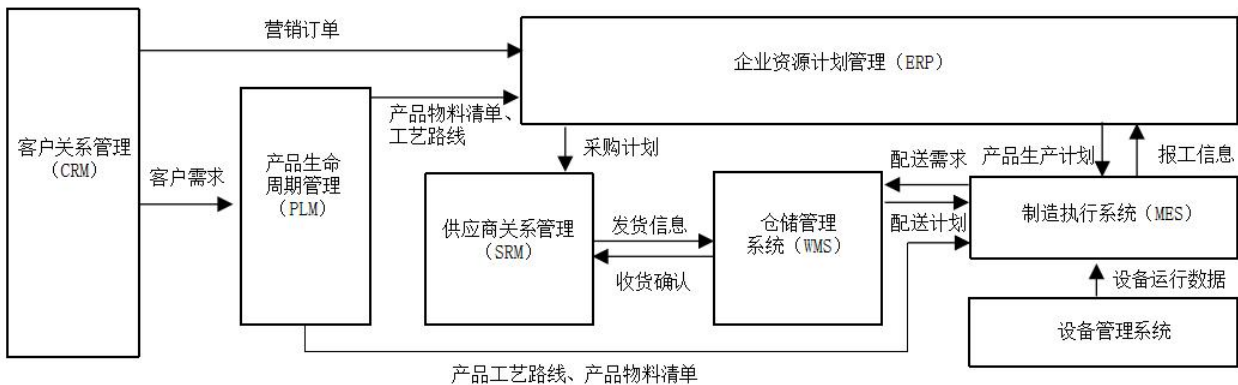 营销订单
企业资源计划管理（ERP）
产品物料清单、
工艺路线
客户关系管理
（CRM）
客户需求
产品生命
周期管理
（PLM）
采购计划
配送需求
产品生产计划
报工信息
供应商关系管理
（SRM）
发货信息
收货确认
仓储管理
系统（WMS）
配送计划
制造执行系统（MES）
设备运行数据
设备管理系统
产品工艺路线、产品物料清单